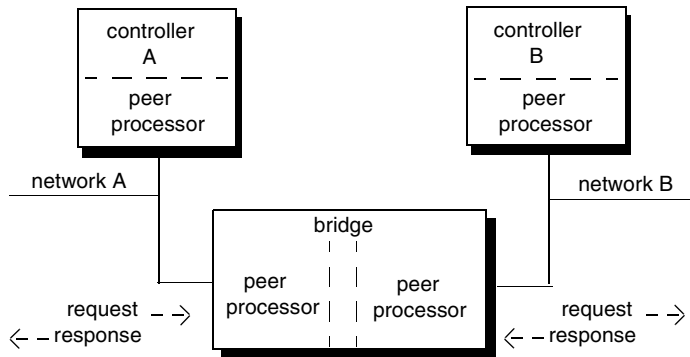 controller
A
peer
processor
controller
B
peer
processor
network A
network B
bridge
peer
processor
peer
processor
request
response
request
response